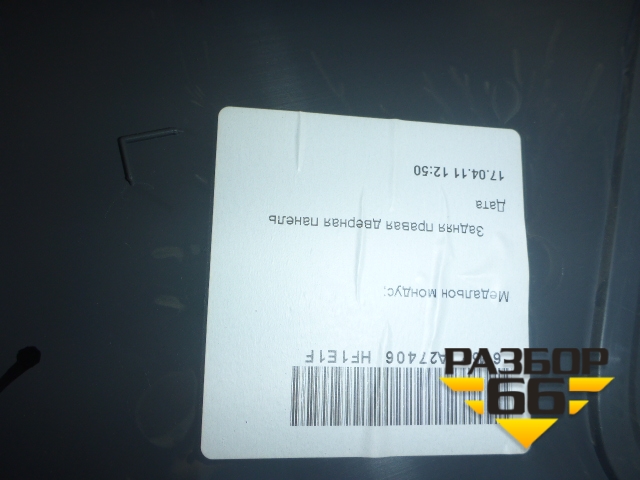 A27406 HF1E1F
Медальон мондус:
Задняя правая дверная панель
Дата
17.04.11 12:50
РАЗБОР
66